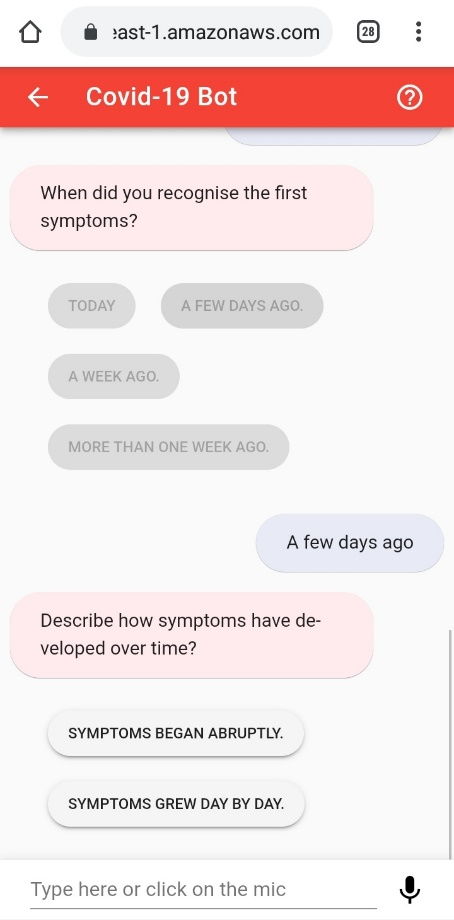 east-1.amazonaws.com
28
Covid-19 Bot
When did you recognise the first
symptoms?
TODAY
A FEW DAYS AGO.
A WEEK AGO.
MORE THAN ONE WEEK AGO.
A few days ago
Describe how symptoms have de-
veloped over time?
SYMPTOMS BEGAN ABRUPTLY.
SYMPTOMS GREW DAY BY DAY.
Type here or click on the mic